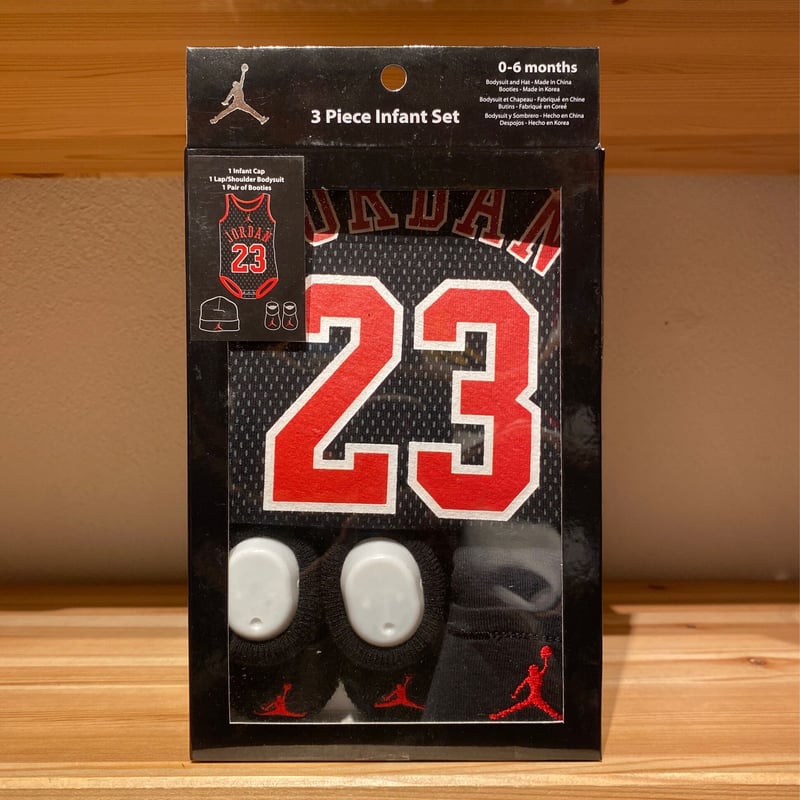 3 Piece Infant Set
0-6 months
Bodysuit and Hat - Made in China
Booties - Made in Korea
Bodysuit et Chapeau - Fabriqué en Chine
Butins - Fabriqué en Coreé
Bodysuit y Sombrero - Hecho en China
Despojos - Hecho en Korea
1 Infant Cap
1 Lap/Shoulder Bodysuit
1 Pair of Booties
JORDAN
23
JORDAN
23